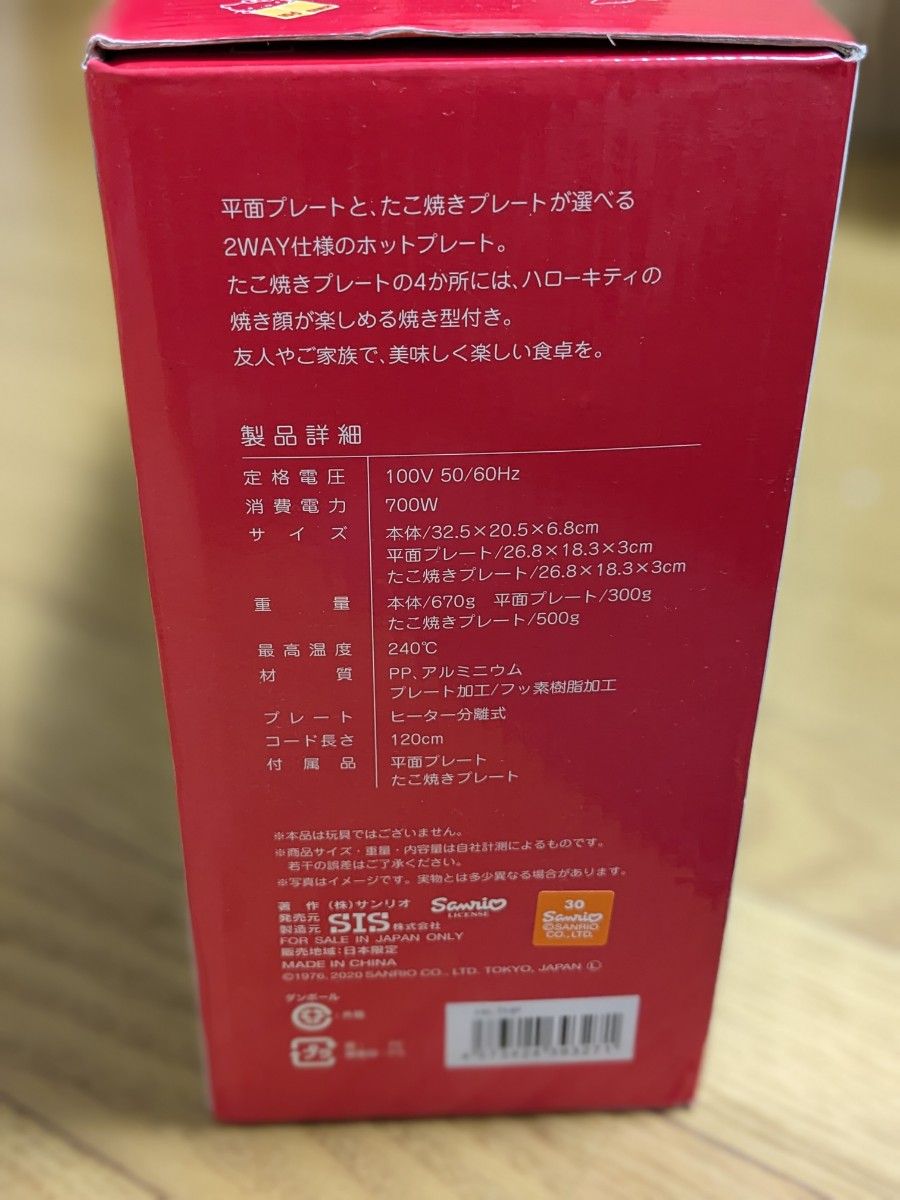 平面プレートと、たこ焼きプレートが選べる
2WAY仕様のホットプレート。
たこ焼きプレートの4か所には、ハローキティの
焼き顔が楽しめる焼き型付き。
友人やご家族で、美味しく楽しい食卓を。
製品詳細
定格電圧 100V 50/60Hz
消費電力 700W
サイズ 本体/32.5×20.5×6.8cm
平面プレート/26.8×18.3×3cm
たこ焼きプレート/26.8×18.3×3cm
重量 本体/670g 平面プレート/300g
たこ焼きプレート/500g
最高温度 240℃
材質 PP、アルミニウム
プレート加工/フッ素樹脂加工
プレート ヒーター分離式
コード長さ 120cm
付属品 平面プレート
たこ焼きプレート
※本品は玩具ではございません。
※商品サイズ・重量・内容量は自社計測によるものです。
若干の誤差はご了承ください。
※写真はイメージです。実物とは多少異なる場合があります。
著作 (株)サンリオ Sanrio LICENSE
発売元 製造元 SIS株式会社
FOR SALE IN JAPAN ONLY
販売地域:日本限定
MADE IN CHINA
©1976, 2020 SANRIO CO., LTD. TOKYO, JAPAN Ⓛ
30
Sanrio
©SANRIO
CO., LTD.
ダンボール
:外箱
プラ